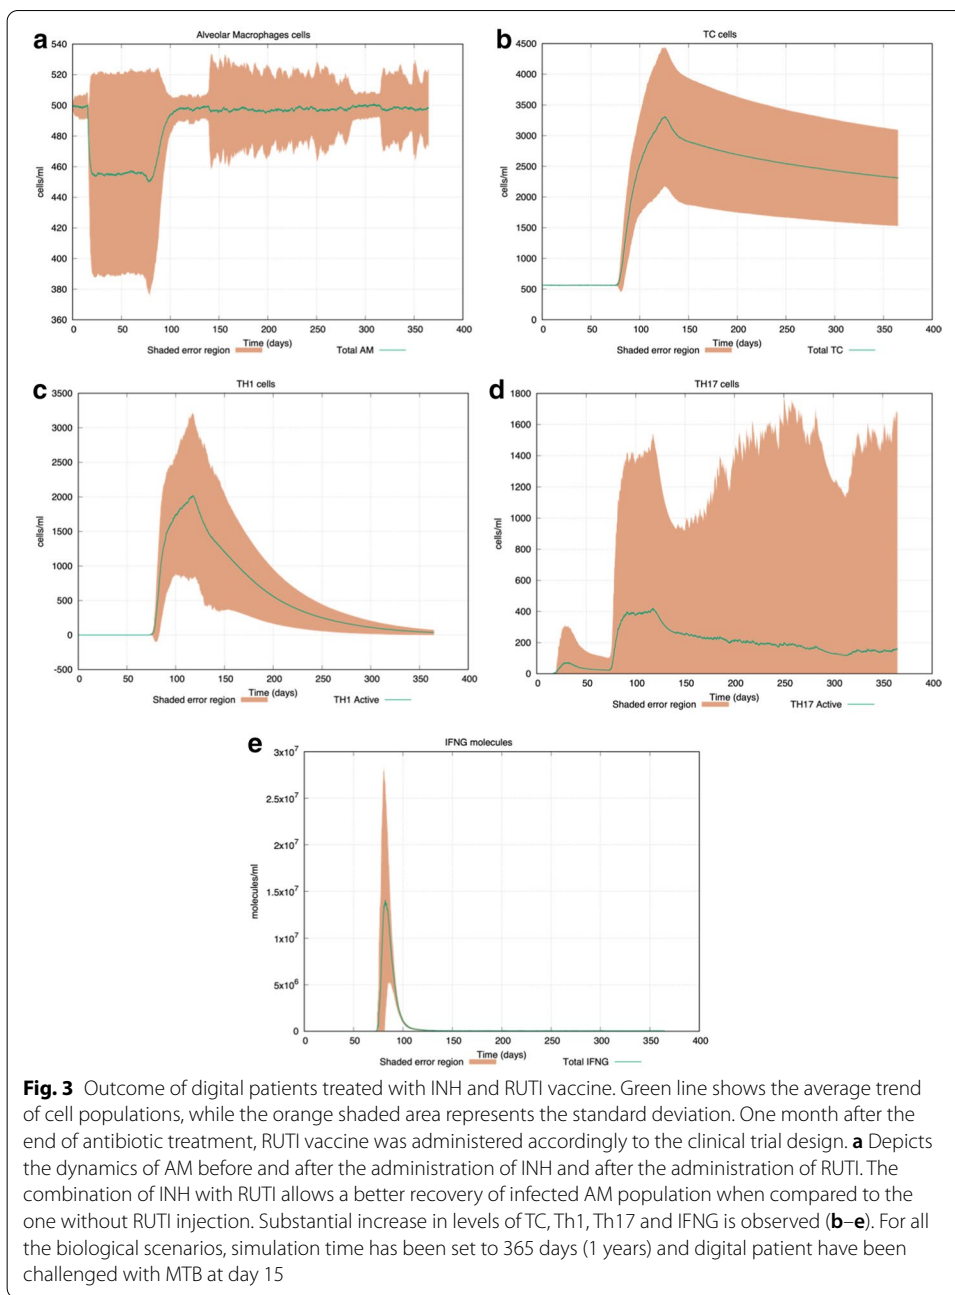 a
Alveolar Macrophages cells
540
520
500
480
460
440
420
400
380
360
cells/ml
0 50 100 150 200 250 300 350 400
Time (days)
Shaded error region Total AM
b
TC cells
4500
4000
3500
3000
2500
2000
1500
1000
500
0
cells/ml
0 50 100 150 200 250 300 350 400
Time (days)
Shaded error region Total TC
c
TH1 cells
3500
3000
2500
2000
1500
1000
500
0
-500
cells/ml
0 50 100 150 200 250 300 350 400
Time (days)
Shaded error region TH1 Active
d
TH17 cells
1800
1600
1400
1200
1000
800
600
400
200
0
cells/ml
0 50 100 150 200 250 300 350 400
Time (days)
Shaded error region TH17 Active
e
IFNG molecules
3x10⁷
2.5x10⁷
2x10⁷
1.5x10⁷
1x10⁷
5x10⁶
0
molecules/ml
0 50 100 150 200 250 300 350 400
Time (days)
Shaded error region Total IFNG
Fig. 3 Outcome of digital patients treated with INH and RUTI vaccine. Green line shows the average trend
of cell populations, while the orange shaded area represents the standard deviation. One month after the
end of antibiotic treatment, RUTI vaccine was administered accordingly to the clinical trial design. a Depicts
the dynamics of AM before and after the administration of INH and after the administration of RUTI. The
combination of INH with RUTI allows a better recovery of infected AM population when compared to the
one without RUTI injection. Substantial increase in levels of TC, Th1, Th17 and IFNG is observed (b–e). For all
the biological scenarios, simulation time has been set to 365 days (1 years) and digital patient have been
challenged with MTB at day 15